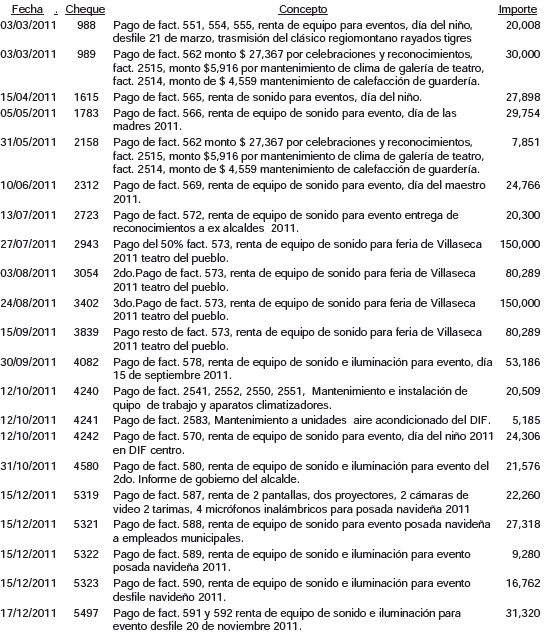 Fecha . Cheque Concepto Importe
03/03/2011 988 Pago de fact. 551, 554, 555, renta de equipo para eventos, día del niño, 20,008
desfile 21 de marzo, trasmisión del clásico regiomontano rayados tigres
03/03/2011 989 Pago de fact. 562 monto $ 27,367 por celebraciones y reconocimientos, 30,000
fact. 2515, monto $5,916 por mantenimiento de clima de galería de teatro,
fact. 2514, monto de $ 4,559 mantenimiento de calefacción de guardería.
15/04/2011 1615 Pago de fact. 565, renta de sonido para eventos, día del niño. 27,898
05/05/2011 1783 Pago de fact. 566, renta de equipo de sonido para evento, día de las 29,754
madres 2011.
31/05/2011 2158 Pago de fact. 562 monto $ 27,367 por celebraciones y reconocimientos, 7,851
fact. 2515, monto $5,916 por mantenimiento de clima de galería de teatro,
fact. 2514, monto de $ 4,559 mantenimiento de calefacción de guardería.
10/06/2011 2312 Pago de fact. 569, renta de equipo de sonido para evento, día del maestro 24,766
2011.
13/07/2011 2723 Pago de fact. 572, renta de equipo de sonido para evento entrega de 20,300
reconocimientos a ex alcaldes 2011.
27/07/2011 2943 Pago del 50% fact. 573, renta de equipo de sonido para feria de Villaseca 150,000
2011 teatro del pueblo.
03/08/2011 3054 2do.Pago de fact. 573, renta de equipo de sonido para feria de Villaseca 80,289
2011 teatro del pueblo.
24/08/2011 3402 3do.Pago de fact. 573, renta de equipo de sonido para feria de Villaseca 150,000
2011 teatro del pueblo.
15/09/2011 3839 Pago resto de fact. 573, renta de equipo de sonido para feria de Villaseca 80,289
2011 teatro del pueblo.
30/09/2011 4082 Pago de fact. 578, renta de equipo de sonido e iluminación para evento, día 53,186
15 de septiembre 2011.
12/10/2011 4240 Pago de fact. 2541, 2552, 2550, 2551, Mantenimiento e instalación de 20,509
quipo de trabajo y aparatos climatizadores.
12/10/2011 4241 Pago de fact. 2583, Mantenimiento a unidades aire acondicionado del DIF. 5,185
12/10/2011 4242 Pago de fact. 570, renta de equipo de sonido para evento, día del niño 2011 24,306
en DIF centro.
31/10/2011 4580 Pago de fact. 580, renta de equipo de sonido e iluminación para evento del 21,576
2do. Informe de gobierno del alcalde.
15/12/2011 5319 Pago de fact. 587, renta de 2 pantallas, dos proyectores, 2 cámaras de 22,260
video 2 tarimas, 4 micrófonos inalámbricos para posada navideña 2011
15/12/2011 5321 Pago de fact. 588, renta de equipo de sonido para evento posada navideña 27,318
a empleados municipales.
15/12/2011 5322 Pago de fact. 589, renta de equipo de sonido e iluminación para evento 9,280
posada navideña 2011.
15/12/2011 5323 Pago de fact. 590, renta de equipo de sonido e iluminación para evento 16,762
desfile navideño 2011.
17/12/2011 5497 Pago de fact. 591 y 592 renta de equipo de sonido e iluminación para 31,320
evento desfile 20 de noviembre 2011.